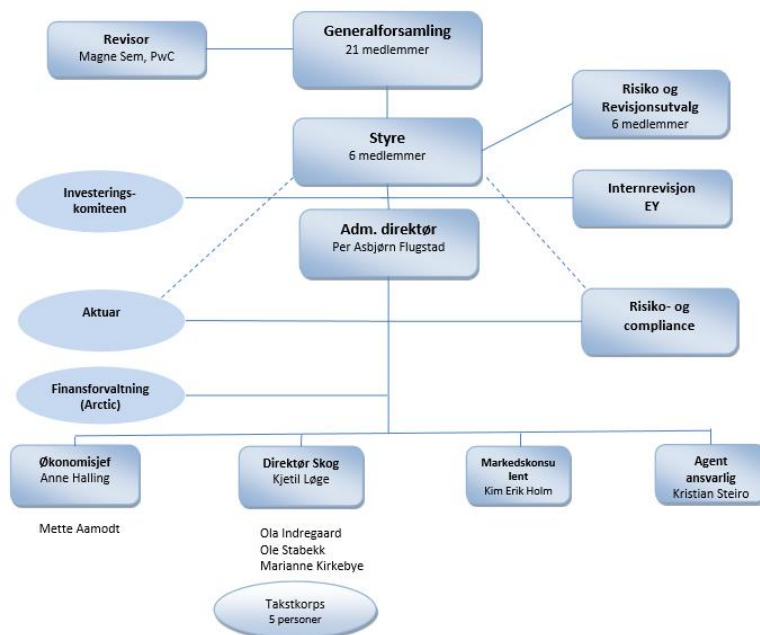 Generalforsamling
21 medlemmer
Revisor
Magne Sem, PwC
Risiko og
Revisjonsutvalg
6 medlemmer
Styre
6 medlemmer
Investerings-
komiteen
Internrevisjon
EY
Adm. direktør
Per Asbjørn Flugstad
Aktuar
Risiko- og
compliance
Finansforvaltning
(Arctic)
Økonomisjef
Anne Halling
Mette Aamodt
Direktør Skog
Kjetil Løge
Ola Indregaard
Ole Stabekk
Marianne Kirkebye
Takstkorps
5 personer
Markedskonsu
lent
Kim Erik Holm
Agent
ansvarlig
Kristian Steiro